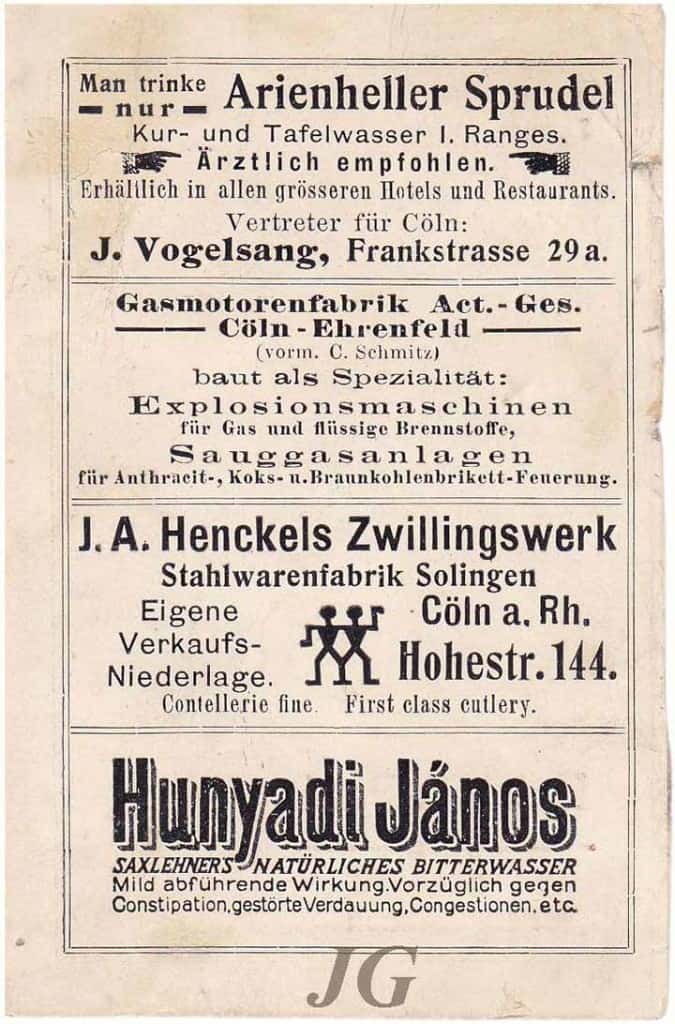 Man trinke nur Arienheller Sprudel
Kur- und Tafelwasser I. Ranges.
Ärztlich empfohlen.
Erhältlich in allen grösseren Hotels und Restaurants.
Vertreter für Cöln:
J. Vogelsang, Frankstrasse 29a.
Gasmotorenfabrik Act.-Ges.
Cöln-Ehrenfeld
(vorm. C. Schmitz)
baut als Spezialität:
Explosionsmaschinen
für Gas und flüssige Brennstoffe,
Sauggasanlagen
für Anthracit-, Koks- u. Braunkohlenbrikett-Feuerung.
J. A. Henckels Zwillingswerk
Stahlwarenfabrik Solingen
Eigene
Verkaufs-
Niederlage.
Cöln a. Rh.
Hohestr. 144.
Contellerie fine. First class cutlery.
Hunyadi János
SAXLEHNERS NATÜRLICHES BITTERWASSER
Mild abführende Wirkung. Vorzüglich gegen
Constipation, gestörte Verdauung, Congestionen, etc.
JG